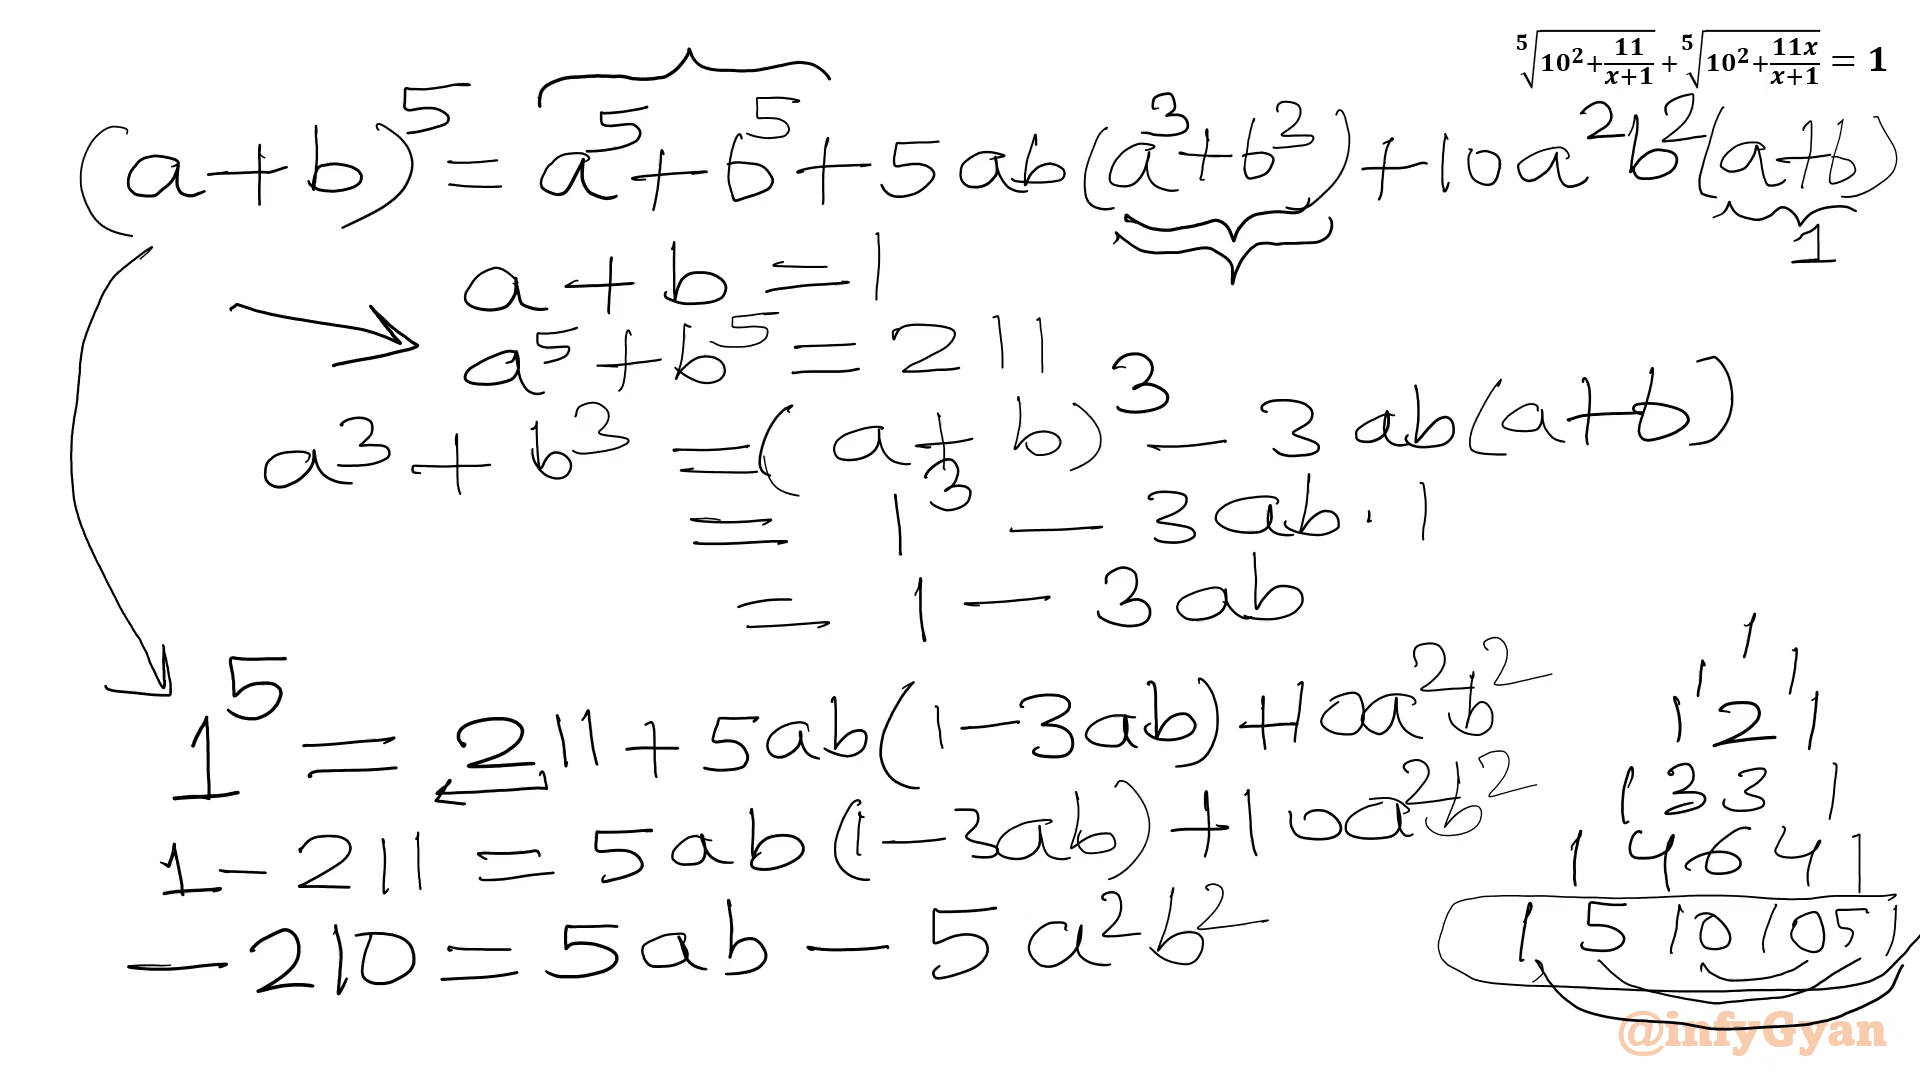 ⁵√(10² + 11/(x+1)) + ⁵√(10² + 11x/(x+1)) = 1
(a+b)⁵ = a⁵+b⁵+5ab(a³+b³)+10a²b²(a+b)
1
a+b=1
a⁵+b⁵=211
a³+b³ = (a+b)³ - 3ab(a+b)
= 1³ - 3ab·1
= 1 - 3ab
1⁵ = 211+5ab(1-3ab)+10a²b²
1-211 = 5ab(1-3ab)+10a²b²
-210 = 5ab - 5a²b²
1
1 1
1 2 1
1 3 3 1
1 4 6 4 1
1 5 10 10 5 1
@infyGyan